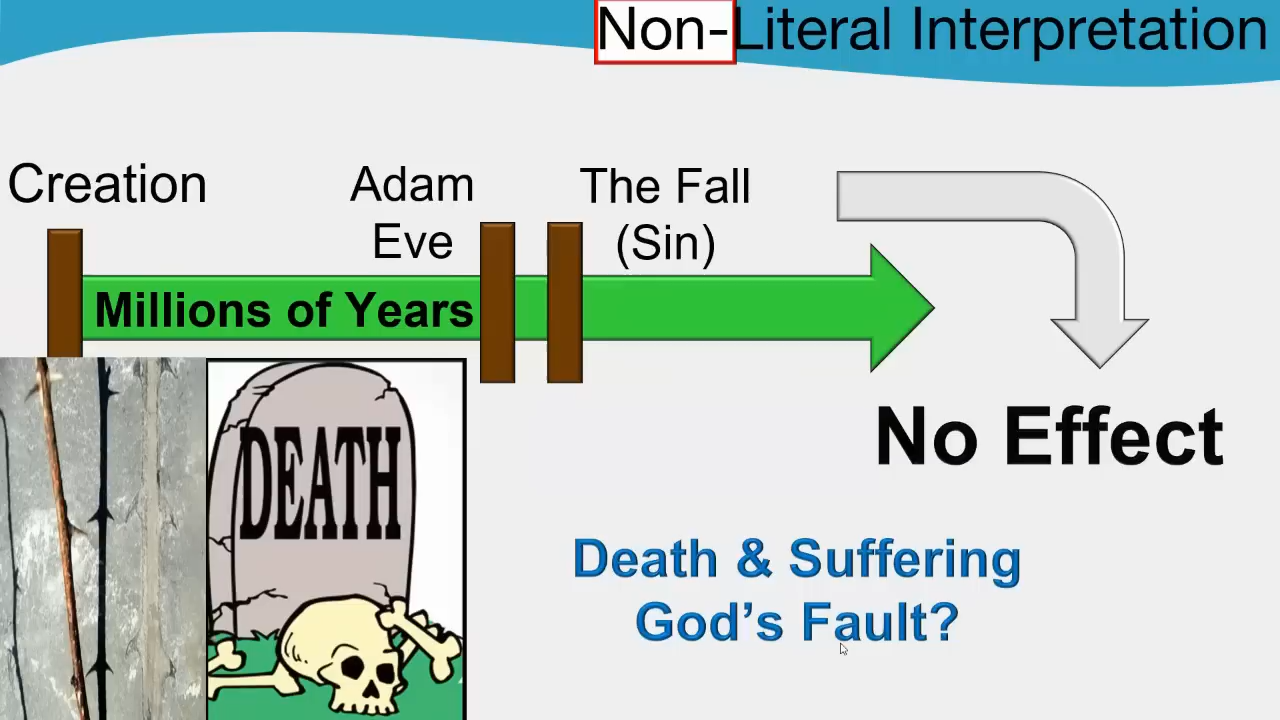 Non-Literal Interpretation
Creation
Adam
Eve
The Fall
(Sin)
Millions of Years
DEATH
No Effect
Death & Suffering
God’s Fault?